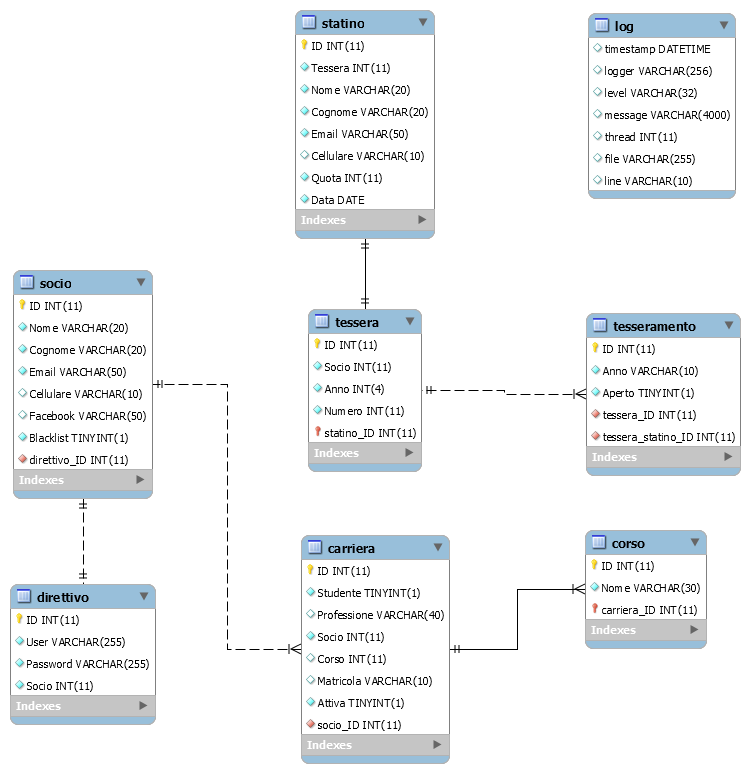 statino
ID INT(11)
Tessera INT(11)
Nome VARCHAR(20)
Cognome VARCHAR(20)
Email VARCHAR(50)
Cellulare VARCHAR(10)
Quota INT(11)
Data DATE
Indexes
log
timestamp DATETIME
logger VARCHAR(256)
level VARCHAR(32)
message VARCHAR(4000)
thread INT(11)
file VARCHAR(255)
line VARCHAR(10)
socio
ID INT(11)
Nome VARCHAR(20)
Cognome VARCHAR(20)
Email VARCHAR(50)
Cellulare VARCHAR(10)
Facebook VARCHAR(50)
Blacklist TINYINT(1)
direttivo_ID INT(11)
Indexes
tessera
ID INT(11)
Socio INT(11)
Anno INT(4)
Numero INT(11)
statino_ID INT(11)
Indexes
tesseramento
ID INT(11)
Anno VARCHAR(10)
Aperto TINYINT(1)
tessera_ID INT(11)
tessera_statino_ID INT(11)
Indexes
direttivo
ID INT(11)
User VARCHAR(255)
Password VARCHAR(255)
Socio INT(11)
Indexes
carriera
ID INT(11)
Studente TINYINT(1)
Professione VARCHAR(40)
Socio INT(11)
Corso INT(11)
Matricola VARCHAR(10)
Attiva TINYINT(1)
socio_ID INT(11)
Indexes
corso
ID INT(11)
Nome VARCHAR(30)
carriera_ID INT(11)
Indexes